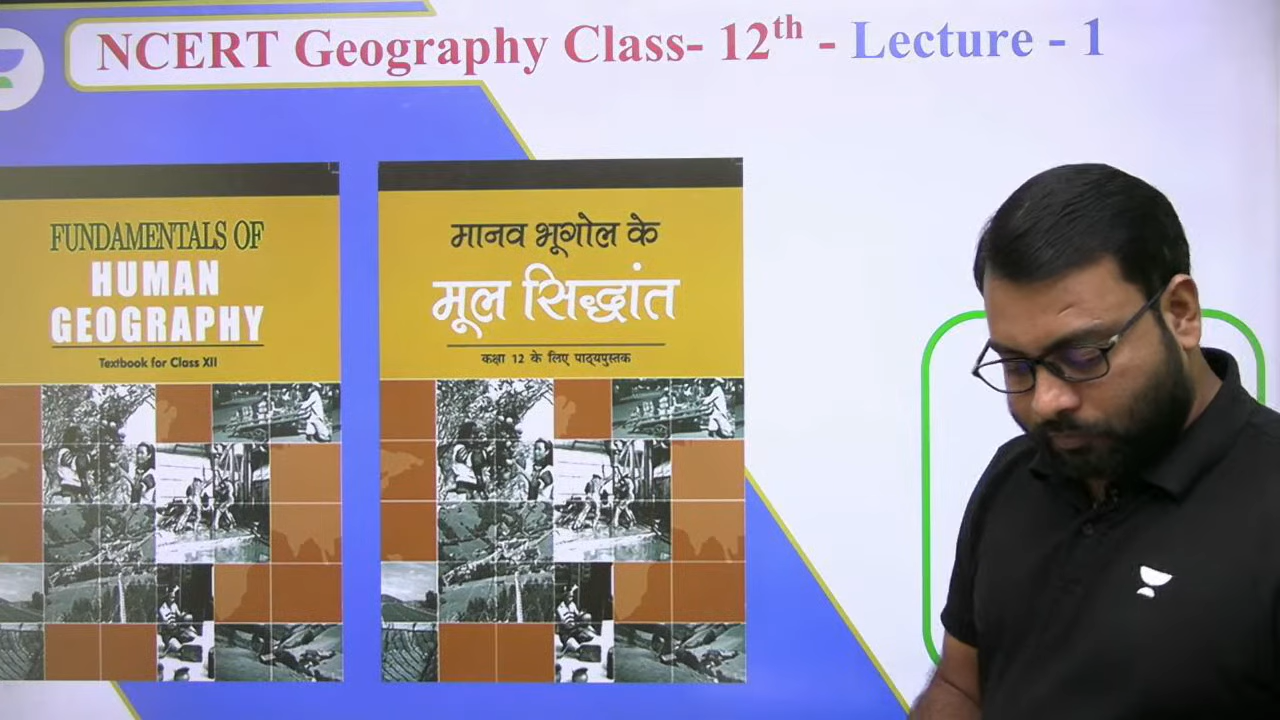 NCERT Geography Class- 12th - Lecture - 1
FUNDAMENTALS OF
HUMAN
GEOGRAPHY
Textbook for Class XII
मानव भूगोल के
मूल सिद्धांत
कक्षा 12 के लिए पाठ्यपुस्तक